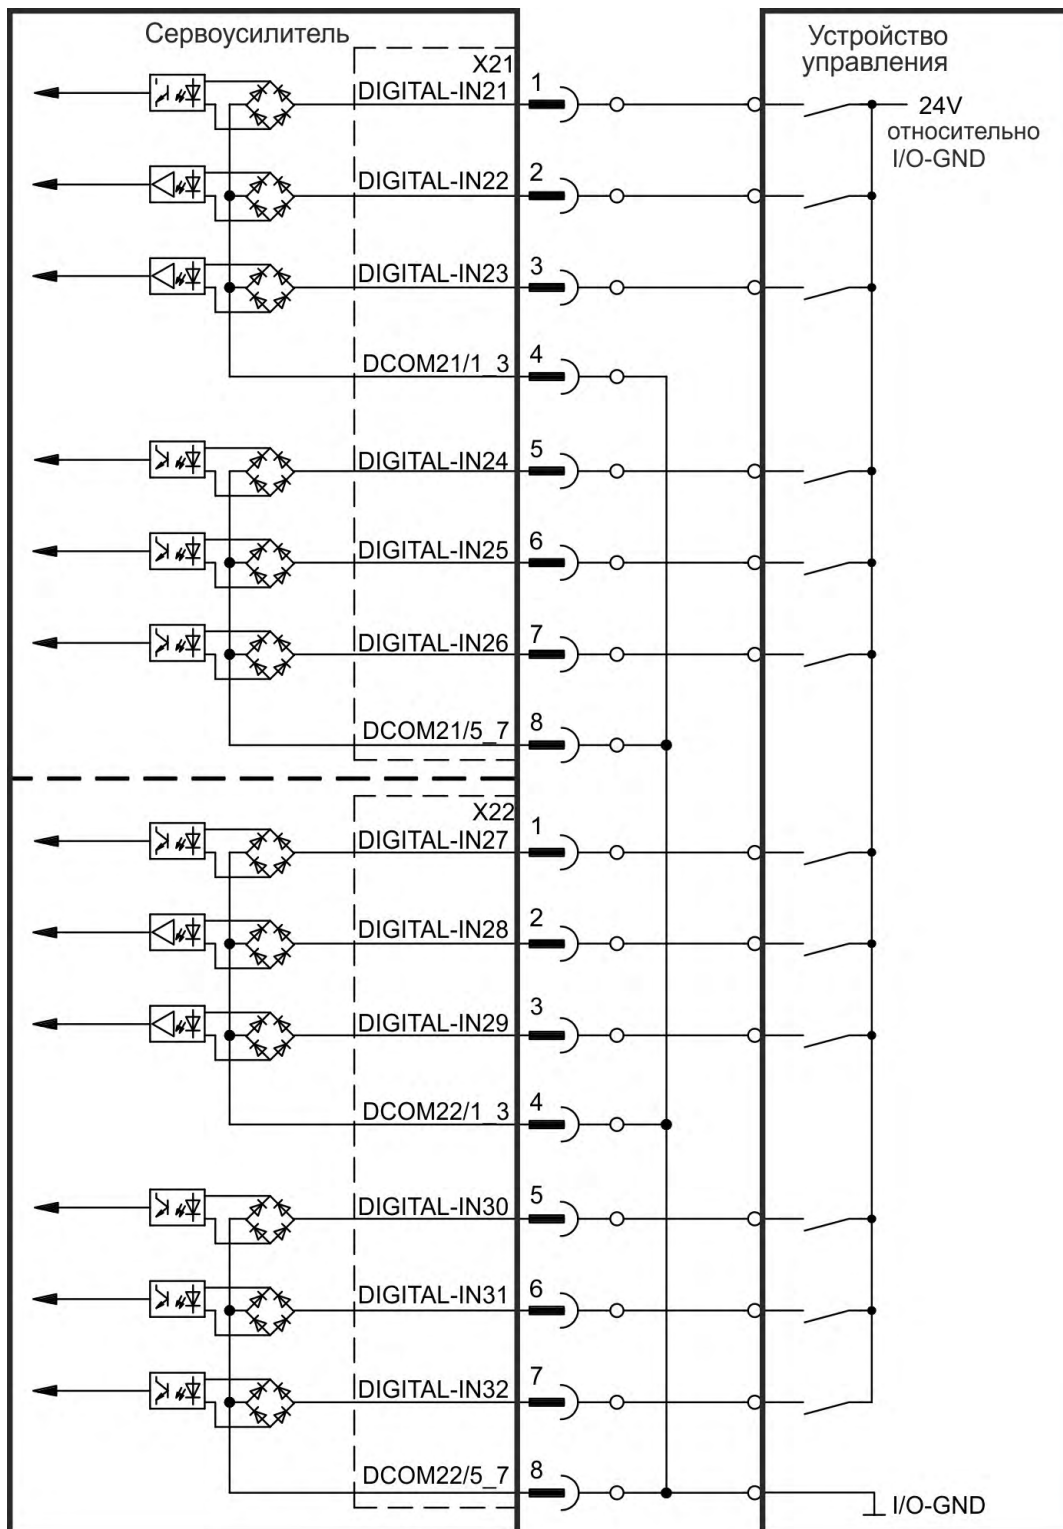 Сервоусилитель
Устройство
управления
X21
DIGITAL-IN21
1
24V
относительно
I/O-GND
DIGITAL-IN22
2
DIGITAL-IN23
3
DCOM21/1_3
4
DIGITAL-IN24
5
DIGITAL-IN25
6
DIGITAL-IN26
7
DCOM21/5_7
8
X22
DIGITAL-IN27
1
DIGITAL-IN28
2
DIGITAL-IN29
3
DCOM22/1_3
4
DIGITAL-IN30
5
DIGITAL-IN31
6
DIGITAL-IN32
7
DCOM22/5_7
8
I/O-GND